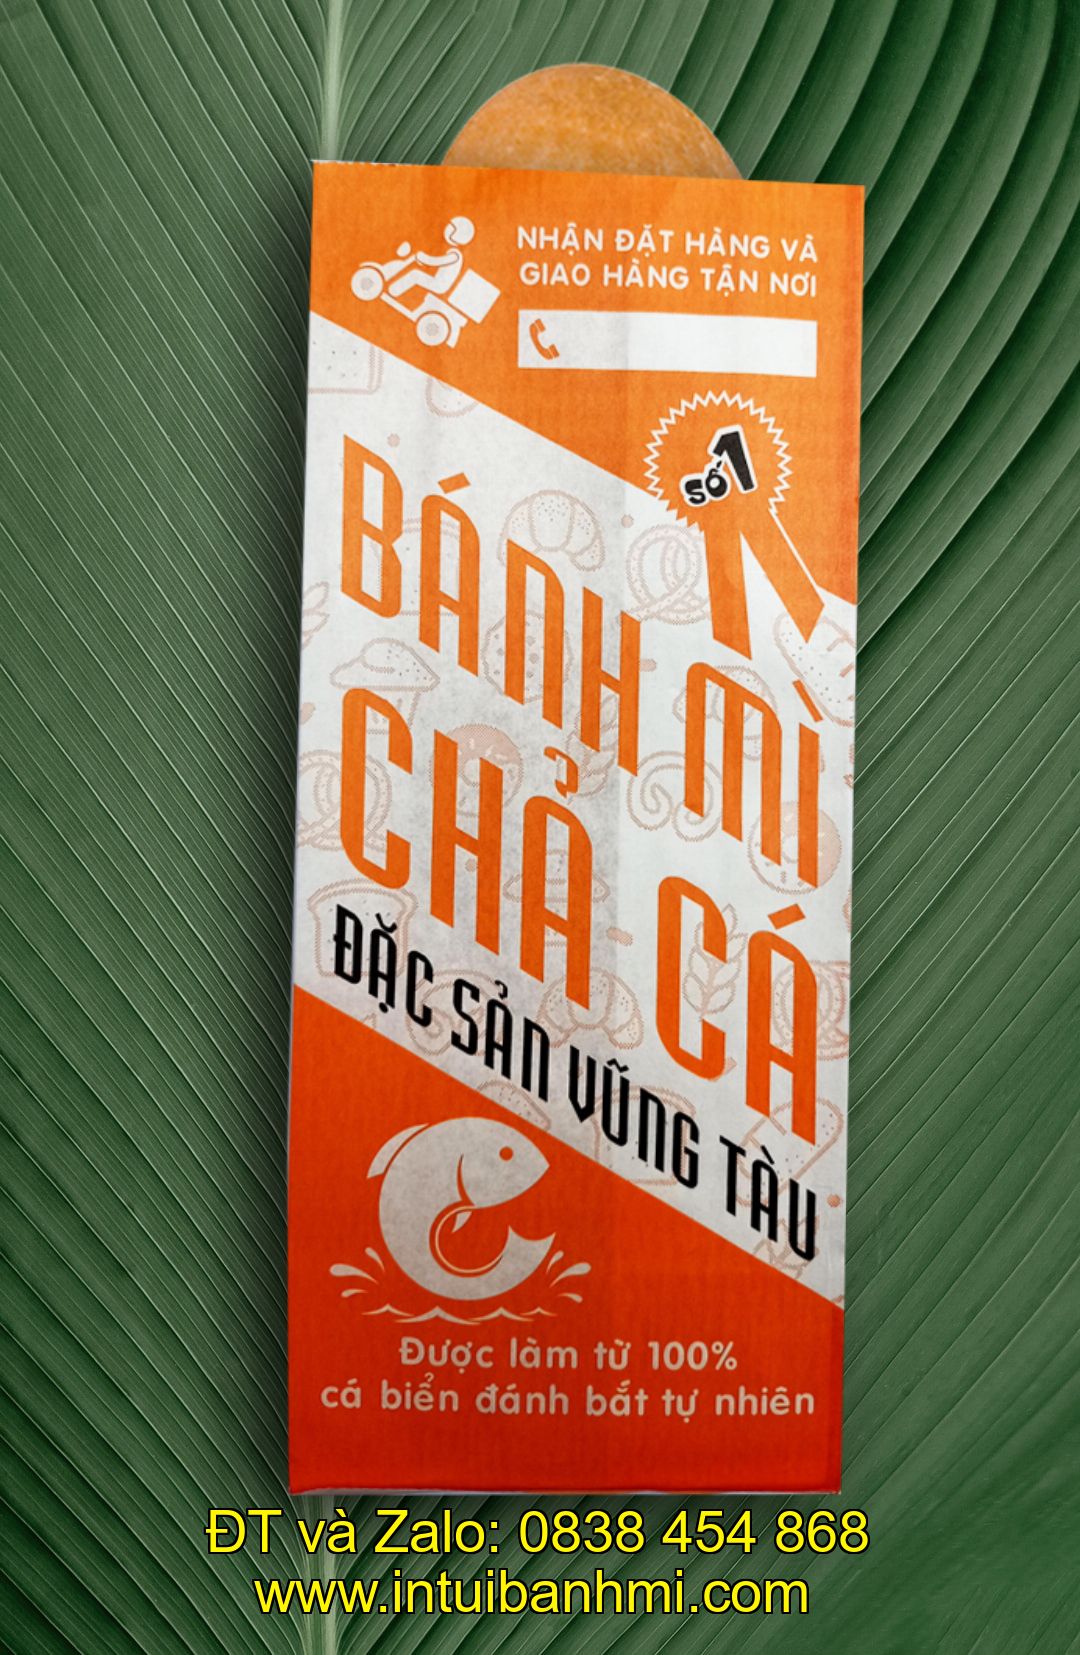 NHẬN ĐẶT HÀNG VÀ
GIAO HÀNG TẬN NƠI
SỐ 1
BÁNH MÌ
CHẢ CÁ
ĐẶC SẢN VŨNG TÀU
Được làm từ 100%
cá biển đánh bắt tự nhiên
ĐT và Zalo: 0838 454 868
www.intuibanhmi.com